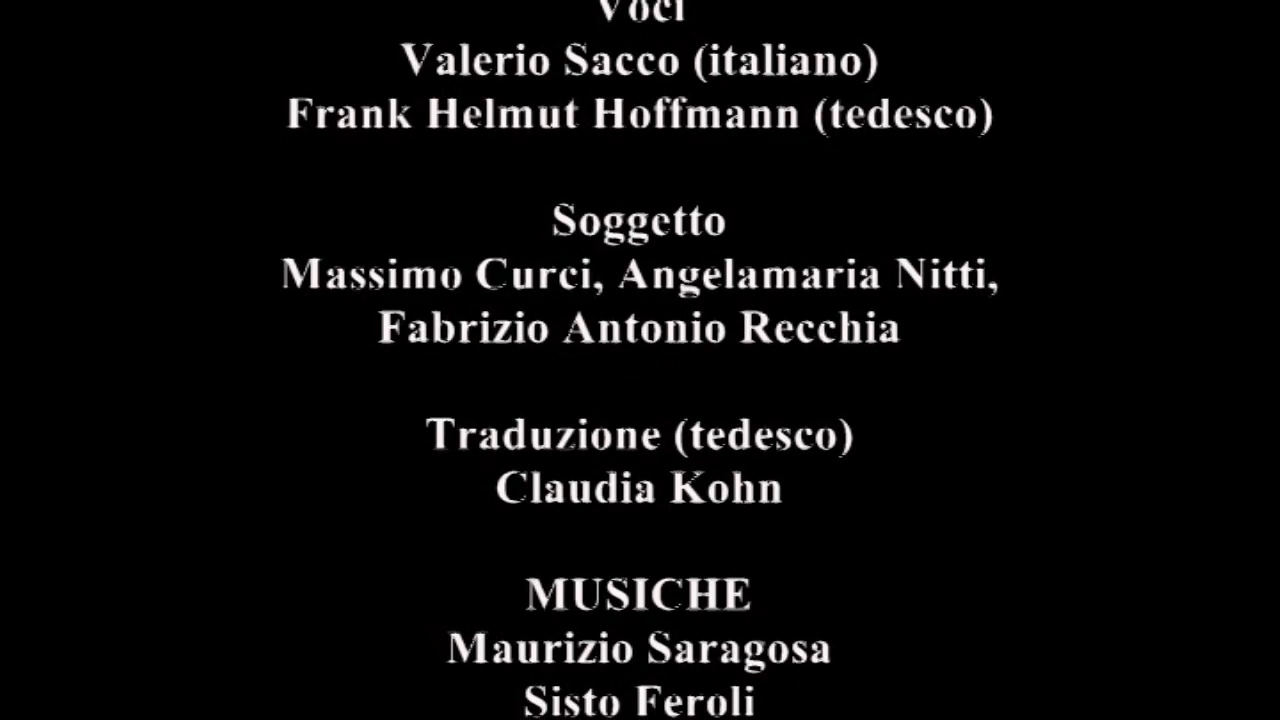 Voci
Valerio Sacco (italiano)
Frank Helmut Hoffmann (tedesco)
Soggetto
Massimo Curci, Angelamaria Nitti,
Fabrizio Antonio Recchia
Traduzione (tedesco)
Claudia Kohn
MUSICHE
Maurizio Saragosa
Sisto Feroli